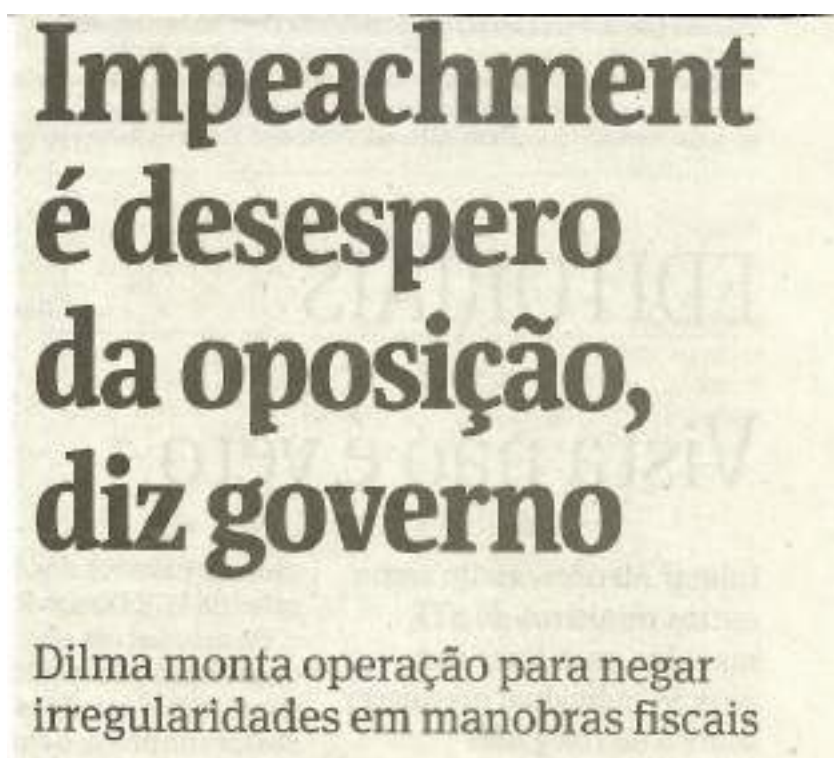 Impeachment
é desespero
da oposição,
diz governo
Dilma monta operação para negar
irregularidades em manobras fiscais